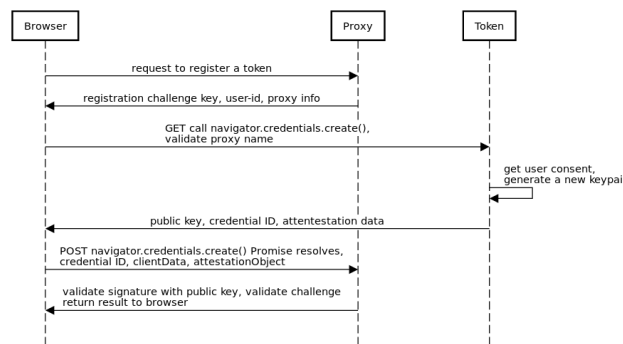 Browser Proxy Token
request to register a token
registration challenge key, user-id, proxy info
GET call navigator.credentials.create(),
validate proxy name
get user consent,
generate a new keypai
public key, credential ID, attentestation data
POST navigator.credentials.create() Promise resolves,
credential ID, clientData, attestationObject
validate signature with public key, validate challenge
return result to browser